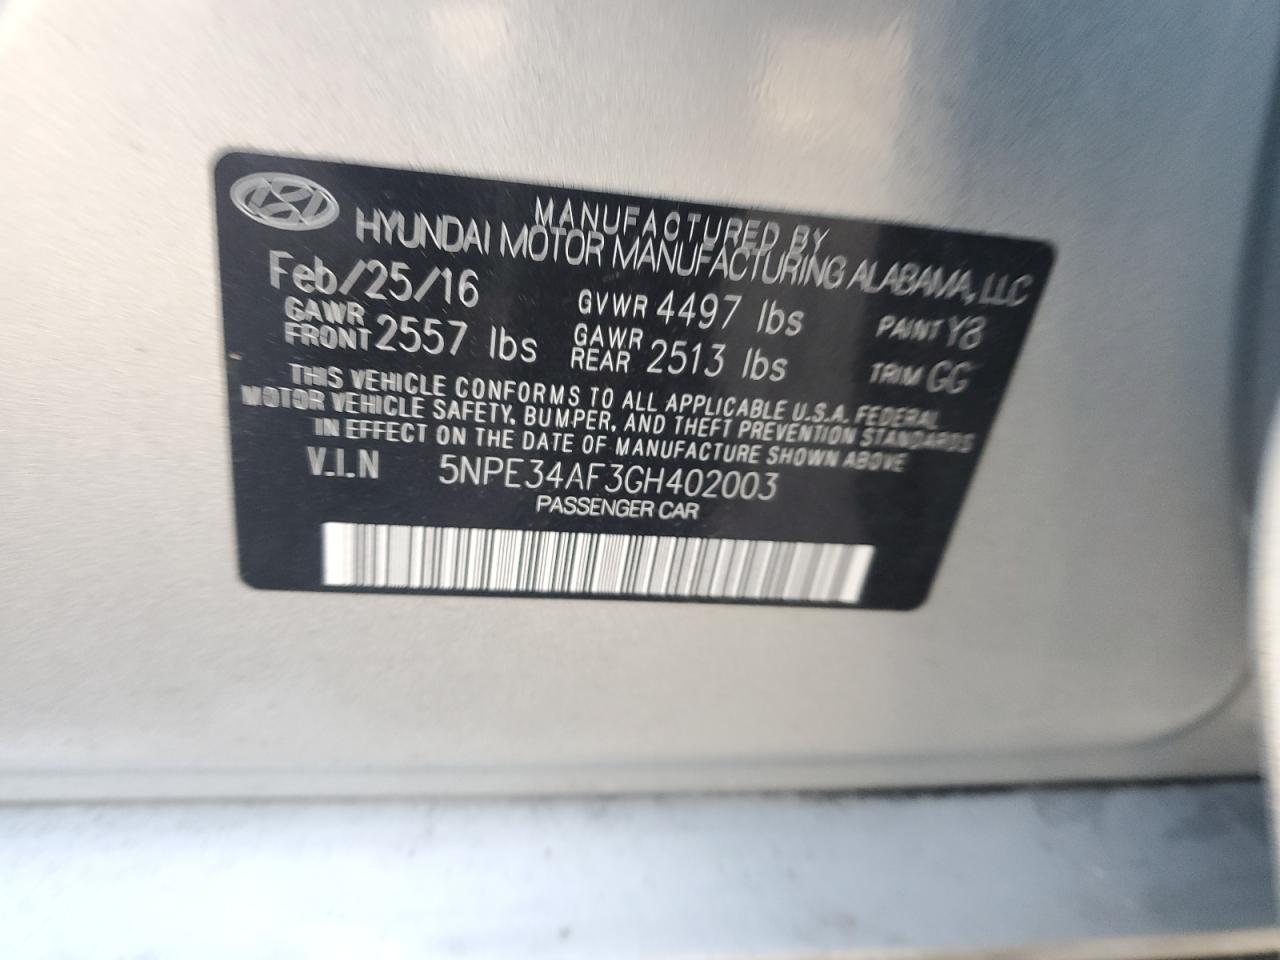 MANUFACTURED BY
HYUNDAI MOTOR MANUFACTURING ALABAMA, LLC
Feb/25/16 GVWR 4497 lbs PAINT Y8
GAWR FRONT 2557 lbs GAWR REAR 2513 lbs TRIM GG
THIS VEHICLE CONFORMS TO ALL APPLICABLE U.S.A. FEDERAL
MOTOR VEHICLE SAFETY, BUMPER, AND THEFT PREVENTION STANDARDS
IN EFFECT ON THE DATE OF MANUFACTURE SHOWN ABOVE
V.I.N 5NPE34AF3GH402003
PASSENGER CAR